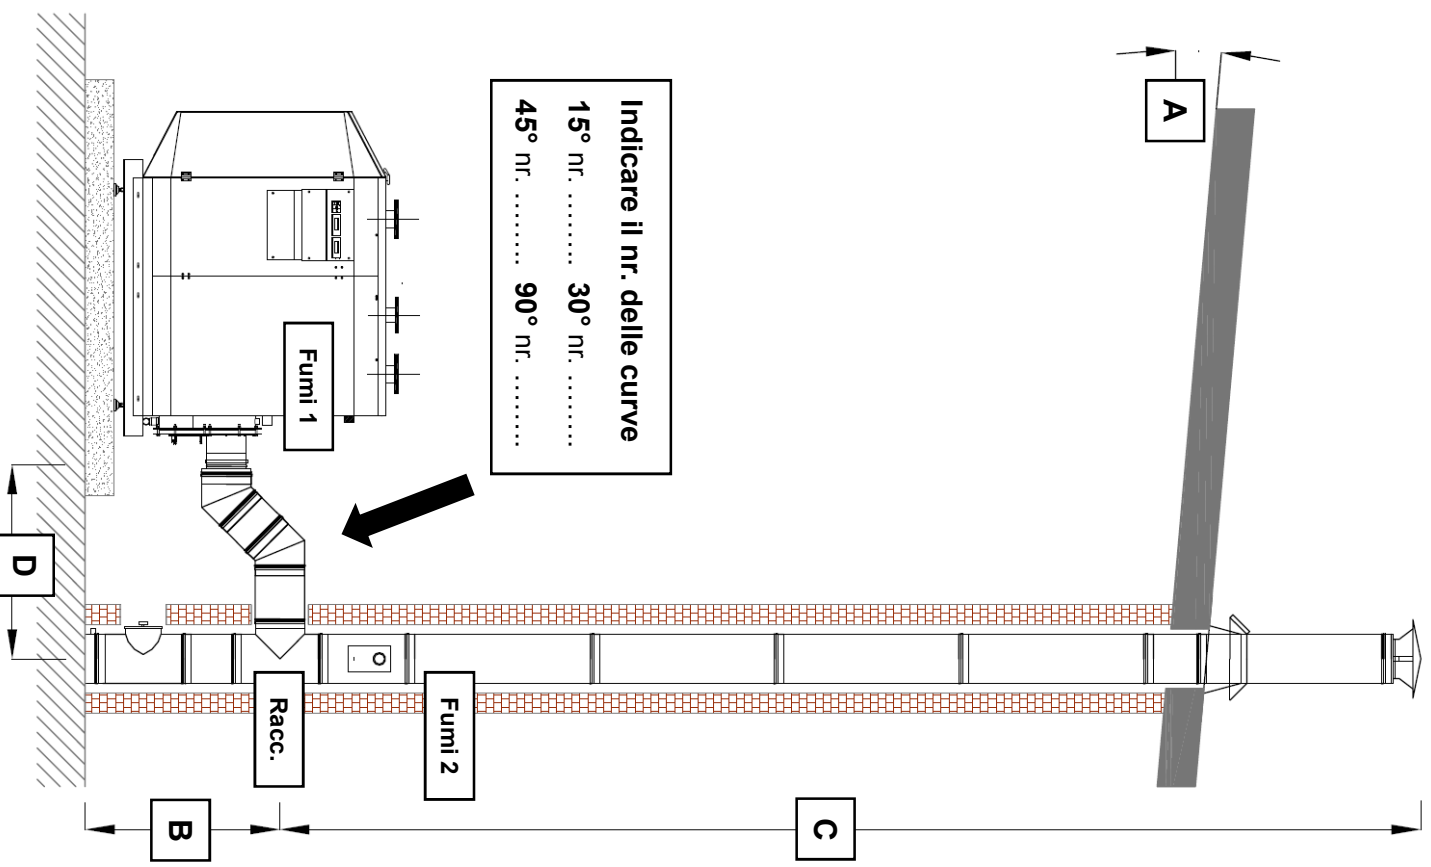 A
Indicare il nr. delle curve
15° nr. ......... 30° nr. .........
45° nr. ......... 90° nr. .........
Fumi 1
D
Racc.
Fumi 2
B
C